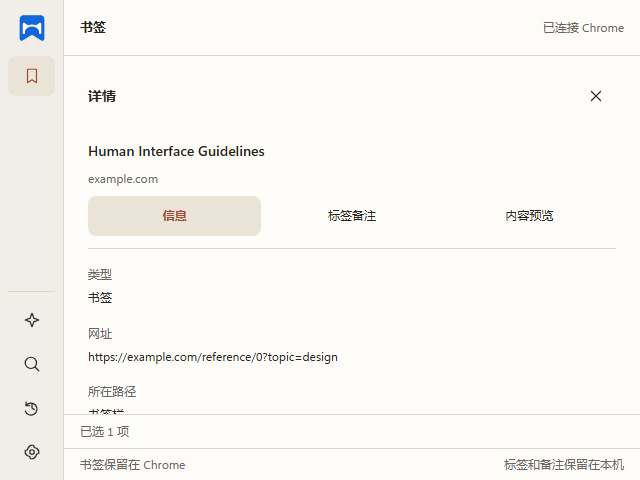 书签
已连接 Chrome
详情
Human Interface Guidelines
example.com
信息
标签备注
内容预览
类型
书签
网址
https://example.com/reference/0?topic=design
所在路径
书签栏
已选 1 项
书签保留在 Chrome
标签和备注保留在本机